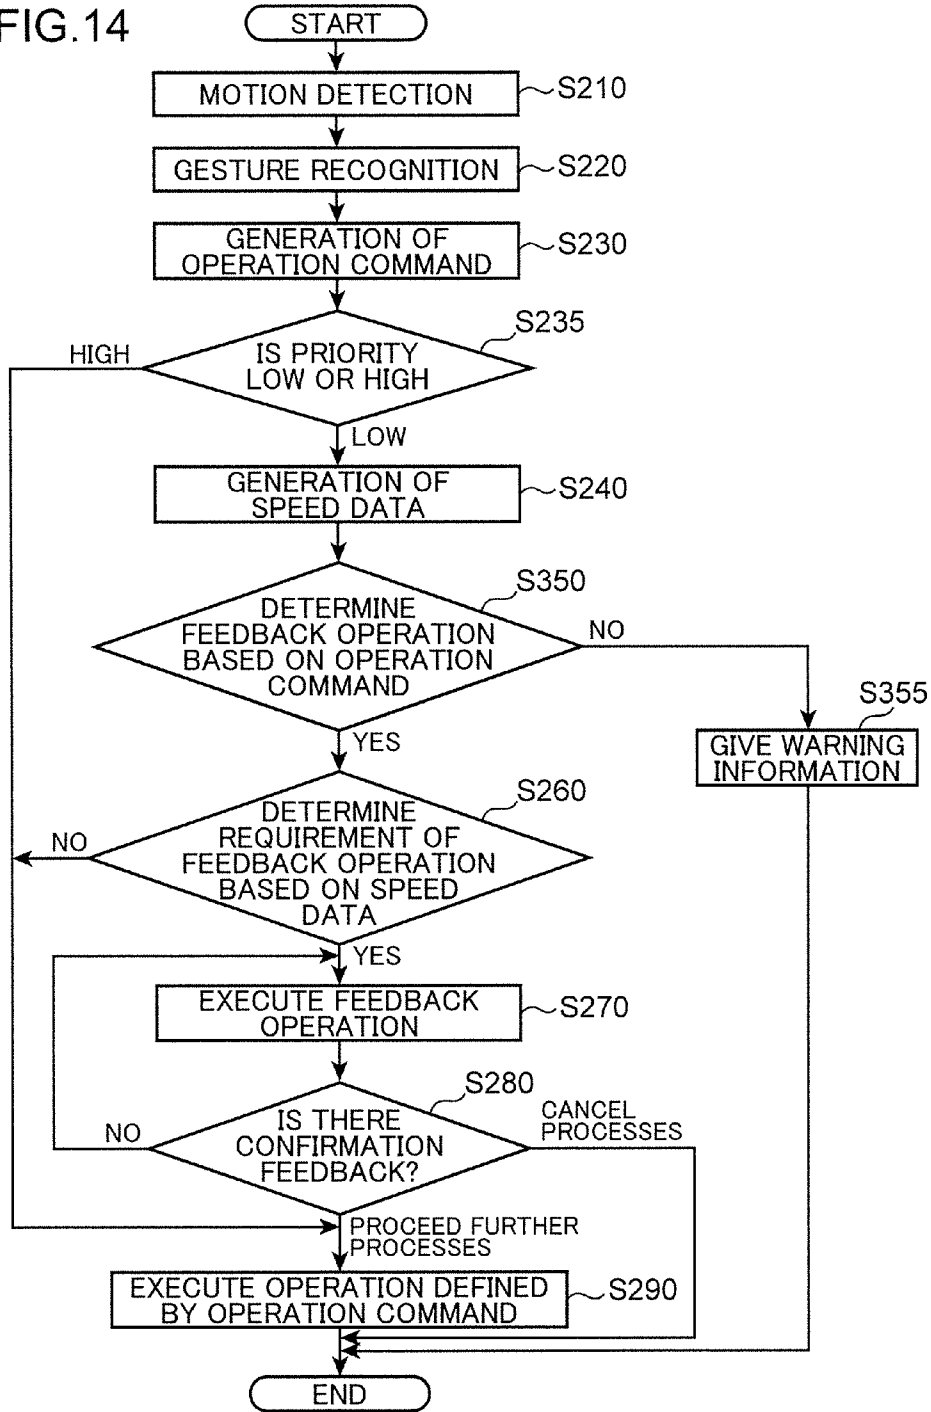 FIG.14
START
MOTION DETECTION
S210
GESTURE RECOGNITION
S220
GENERATION OF
OPERATION COMMAND
S230
S235
IS PRIORITY
LOW OR HIGH
HIGH
LOW
GENERATION OF
SPEED DATA
S240
S350
DETERMINE
FEEDBACK OPERATION
BASED ON OPERATION
COMMAND
NO
YES
S355
GIVE WARNING
INFORMATION
S260
DETERMINE
REQUIREMENT OF
FEEDBACK OPERATION
BASED ON SPEED
DATA
NO
YES
EXECUTE FEEDBACK
OPERATION
S270
S280
IS THERE
CONFIRMATION
FEEDBACK?
NO
CANCEL
PROCESSES
PROCEED FURTHER
PROCESSES
EXECUTE OPERATION DEFINED
BY OPERATION COMMAND
S290
END